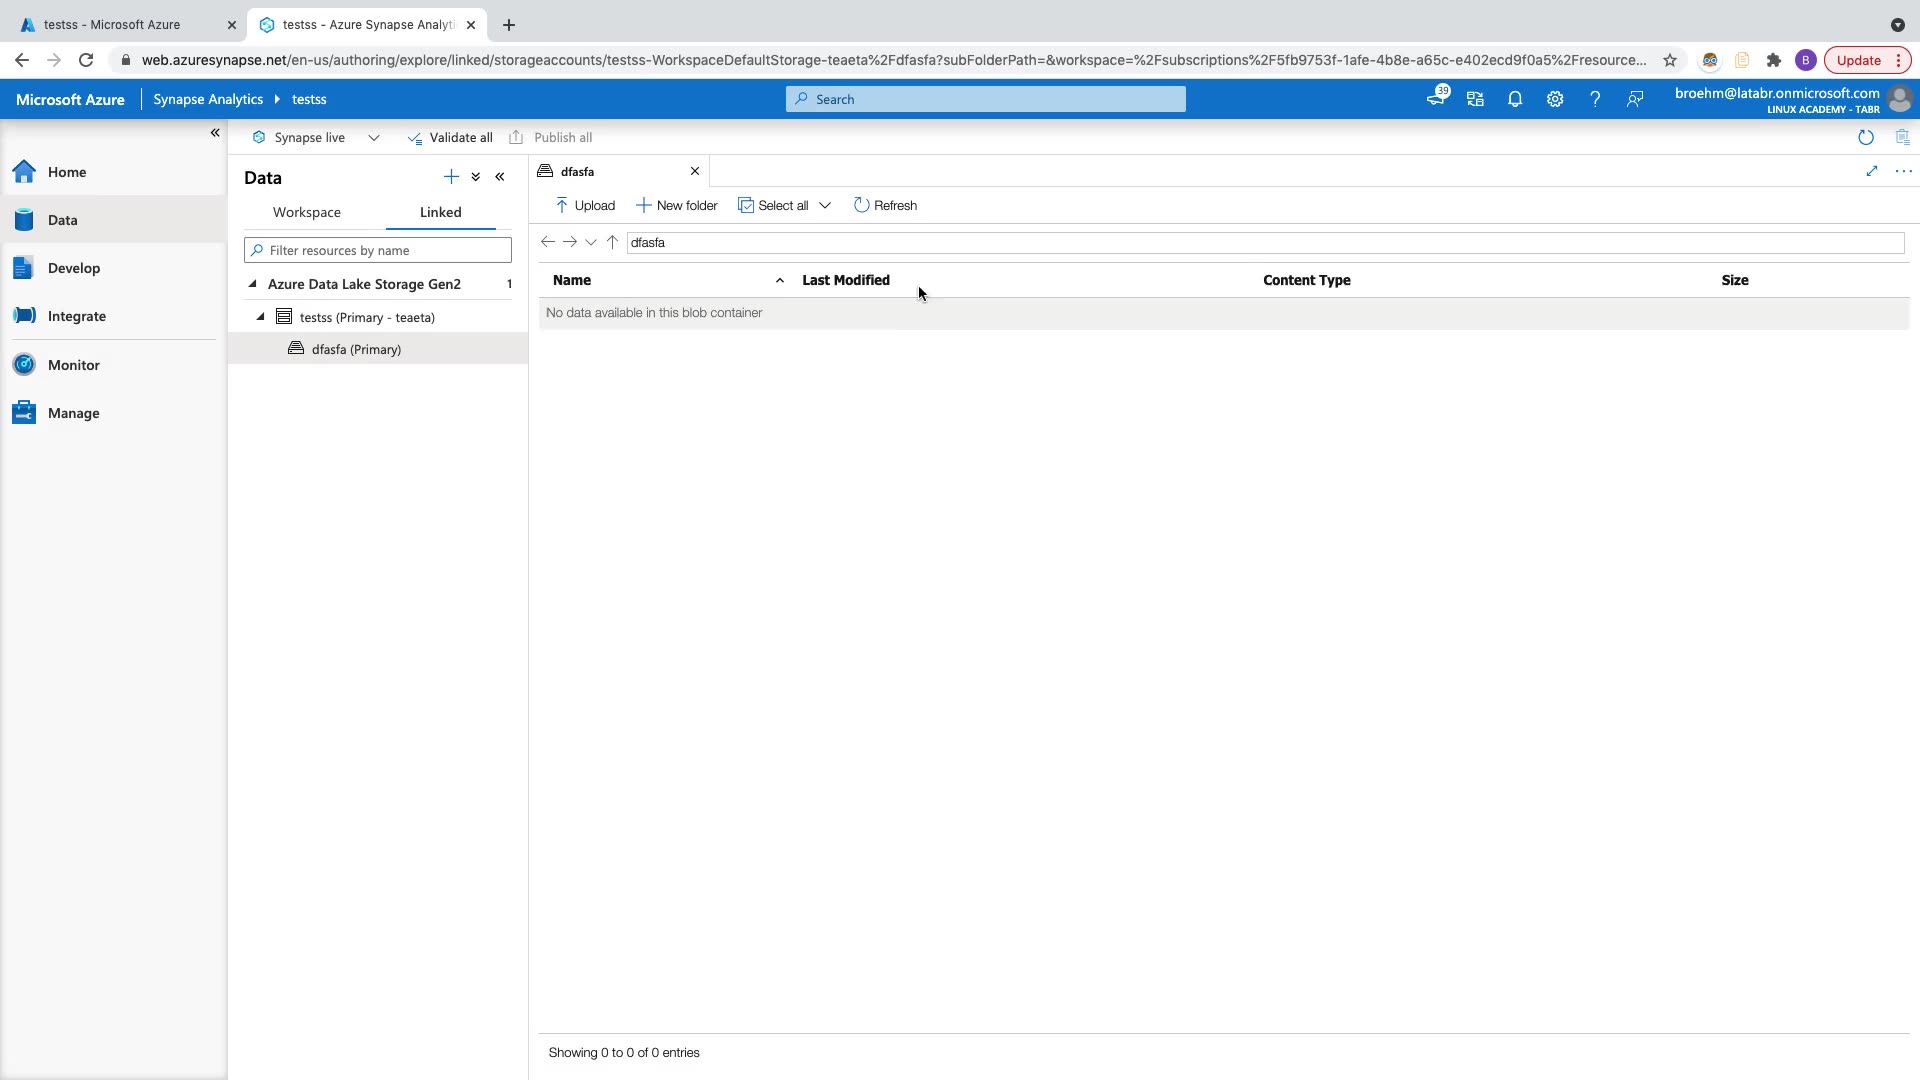 testss - Microsoft Azure
testss - Azure Synapse Analyti
web.azuresynapse.net/en-us/authoring/explore/linked/storageaccounts/testss-WorkspaceDefaultStorage-teaeta%2Fdfasfa?subFolderPath=&workspace=%2Fsubscriptions%2F5fb9753f-1afe-4b8e-a65c-e402ecd9f0a5%2Fresource...
B
Update
Microsoft Azure
Synapse Analytics
testss
Search
39
?
broehm@latabr.onmicrosoft.com
LINUX ACADEMY - TABR
Synapse live
Validate all
Publish all
Home
Data
Develop
Integrate
Monitor
Manage
Data
Workspace
Linked
Filter resources by name
Azure Data Lake Storage Gen2 1
testss (Primary - teaeta)
dfasfa (Primary)
dfasfa
Upload
New folder
Select all
Refresh
dfasfa
Name
Last Modified
Content Type
Size
No data available in this blob container
Showing 0 to 0 of 0 entries